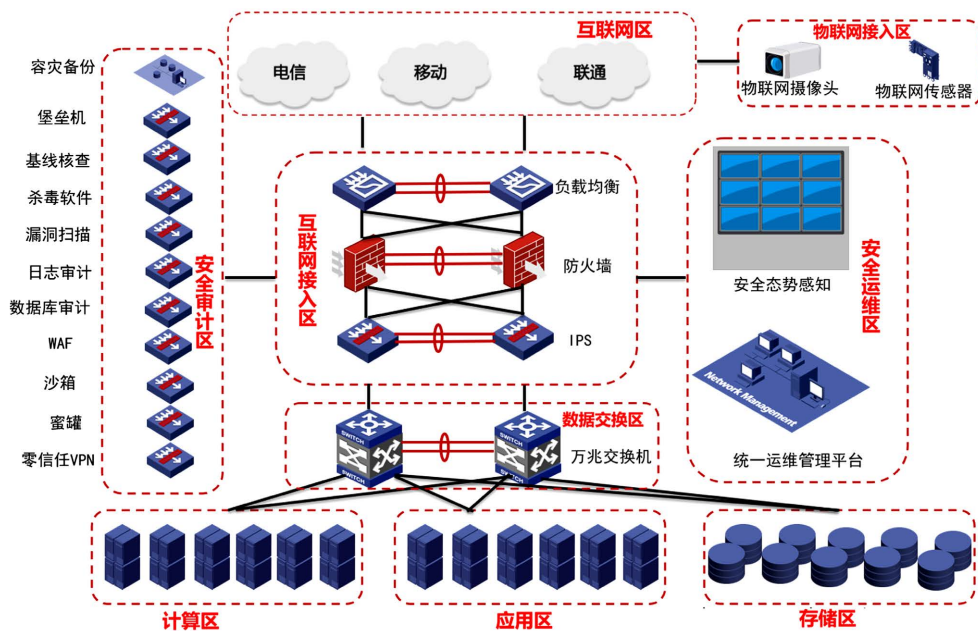 互联网区
电信
移动
联通
物联网接入区
物联网摄像头
物联网传感器
容灾备份
堡垒机
基线核查
杀毒软件
漏洞扫描
日志审计
数据库审计
WAF
沙箱
蜜罐
零信任VPN
安全审计区
互联网接入区
负载均衡
防火墙
IPS
安全态势感知
Network Management
统一运维管理平台
安全运维区
数据交换区
SWITCH
SWITCH
万兆交换机
SWITCH
SWITCH
计算区
应用区
存储区